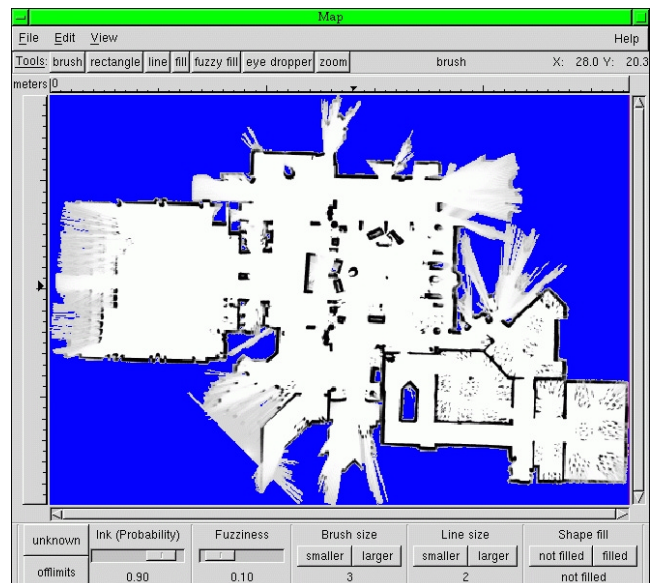 Map
File Edit View Help
Tools: brush rectangle line fill fuzzy fill eye dropper zoom brush X: 28.0 Y: 20.3
meters 0
unknown Ink (Probability) Fuzziness Brush size Line size Shape fill
smaller larger smaller larger not filled filled
offlimits 0.90 0.10 3 2 not filled